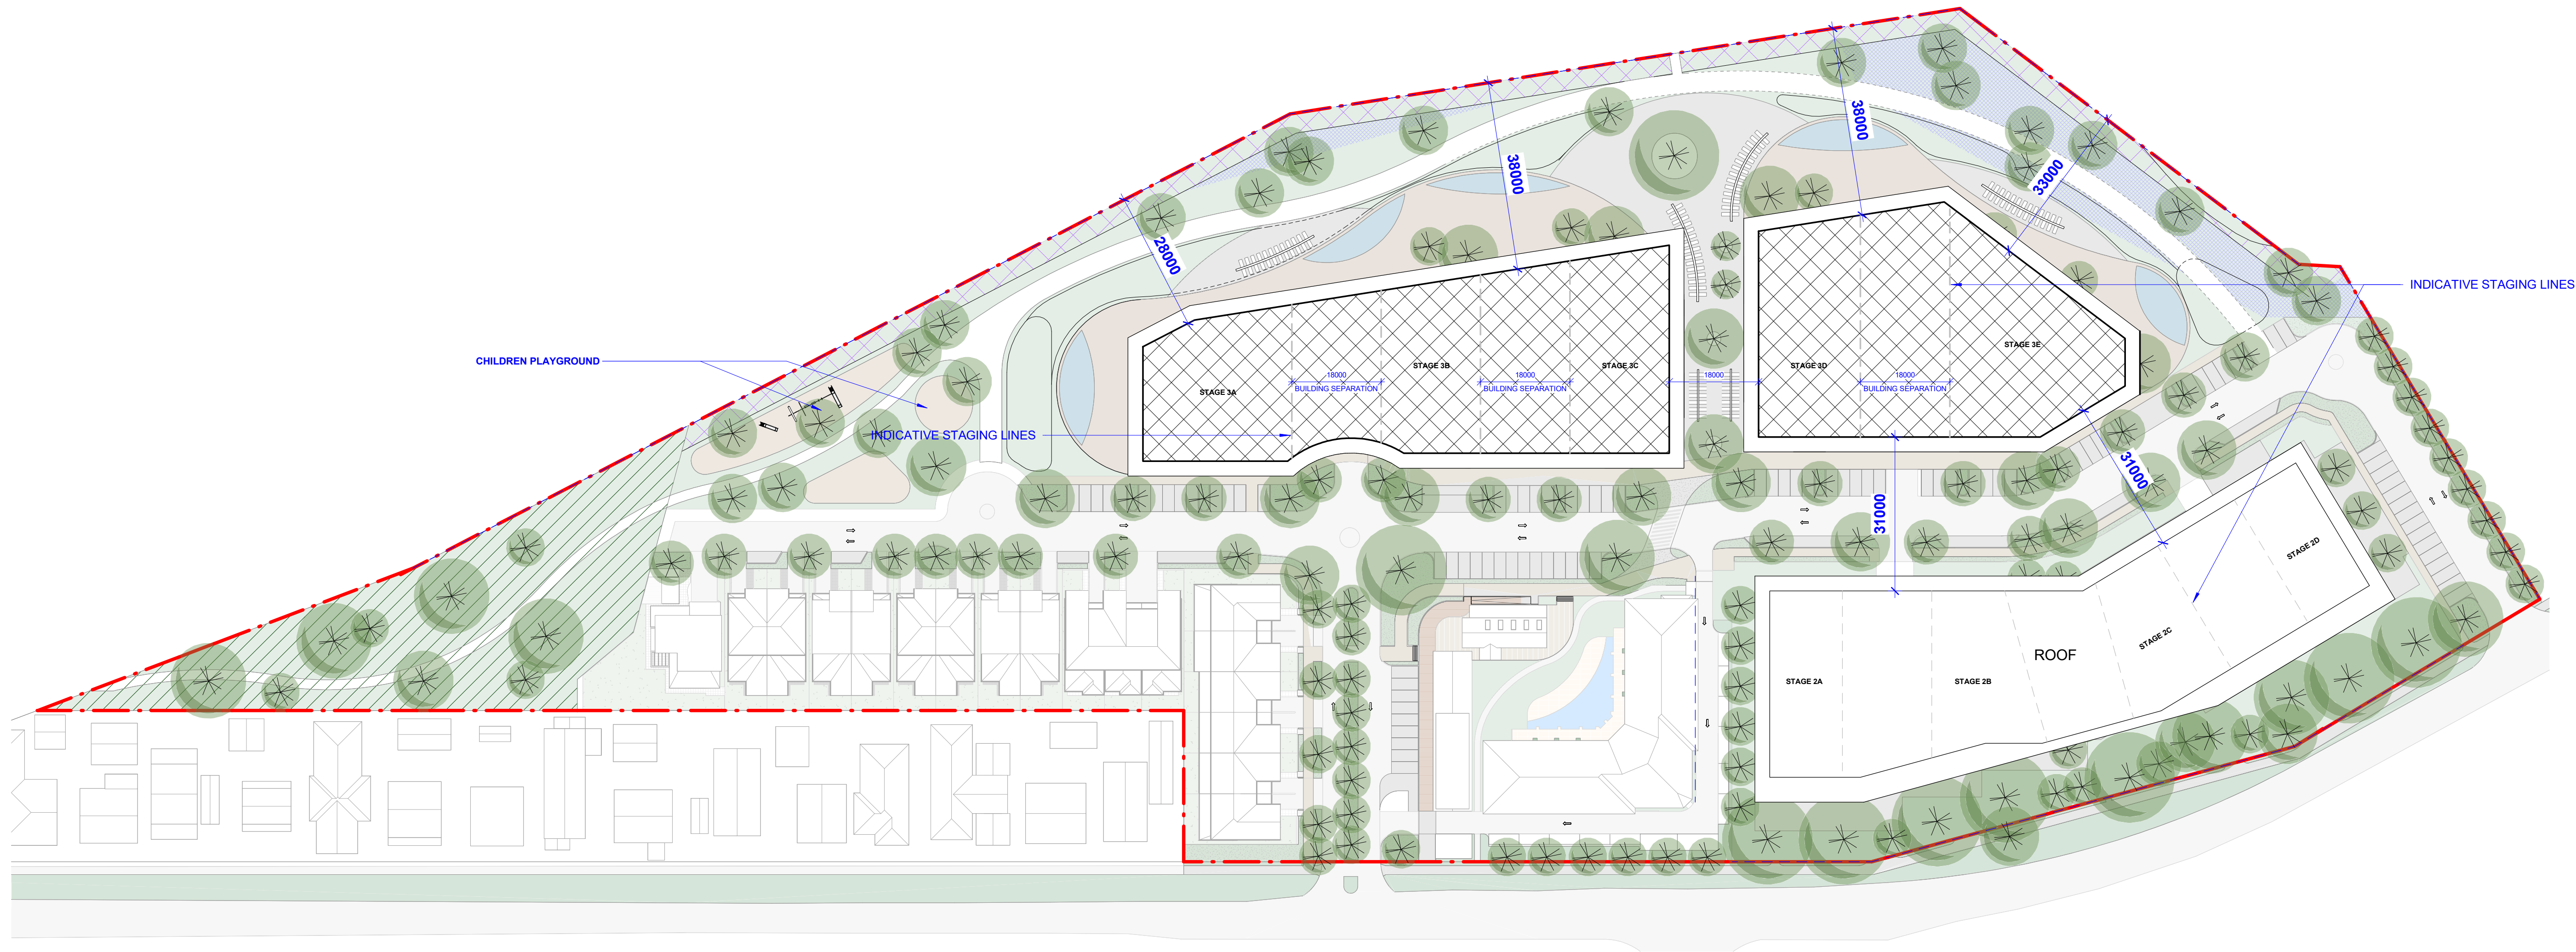 38000
38000
33000
28000
INDICATIVE STAGING LINES
CHILDREN PLAYGROUND
STAGE 3A
18000
BUILDING SEPARATION
STAGE 3B
18000
BUILDING SEPARATION
STAGE 3C
18000
STAGE 3D
18000
BUILDING SEPARATION
STAGE 3E
INDICATIVE STAGING LINES
31000
31000
STAGE 2D
STAGE 2C
ROOF
STAGE 2A
STAGE 2B